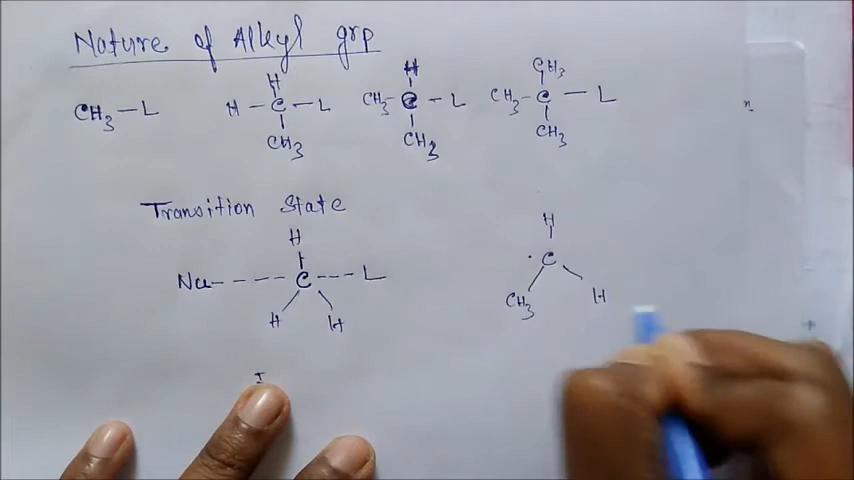 Nature of Alkyl grp
CH3-L
H
H-C-L
CH3
H
CH3-C-L
CH3
CH3
CH3-C-L
CH3
Transition State
H
Nu-----C---L
H H
I
H
C
CH3 H